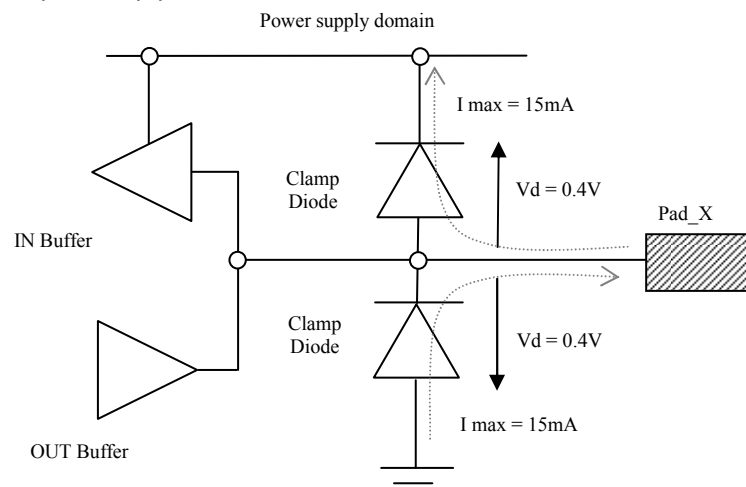 Power supply domain
I max = 15mA
Clamp
Diode
Vd = 0.4V
Pad_X
IN Buffer
Clamp
Diode
Vd = 0.4V
I max = 15mA
OUT Buffer